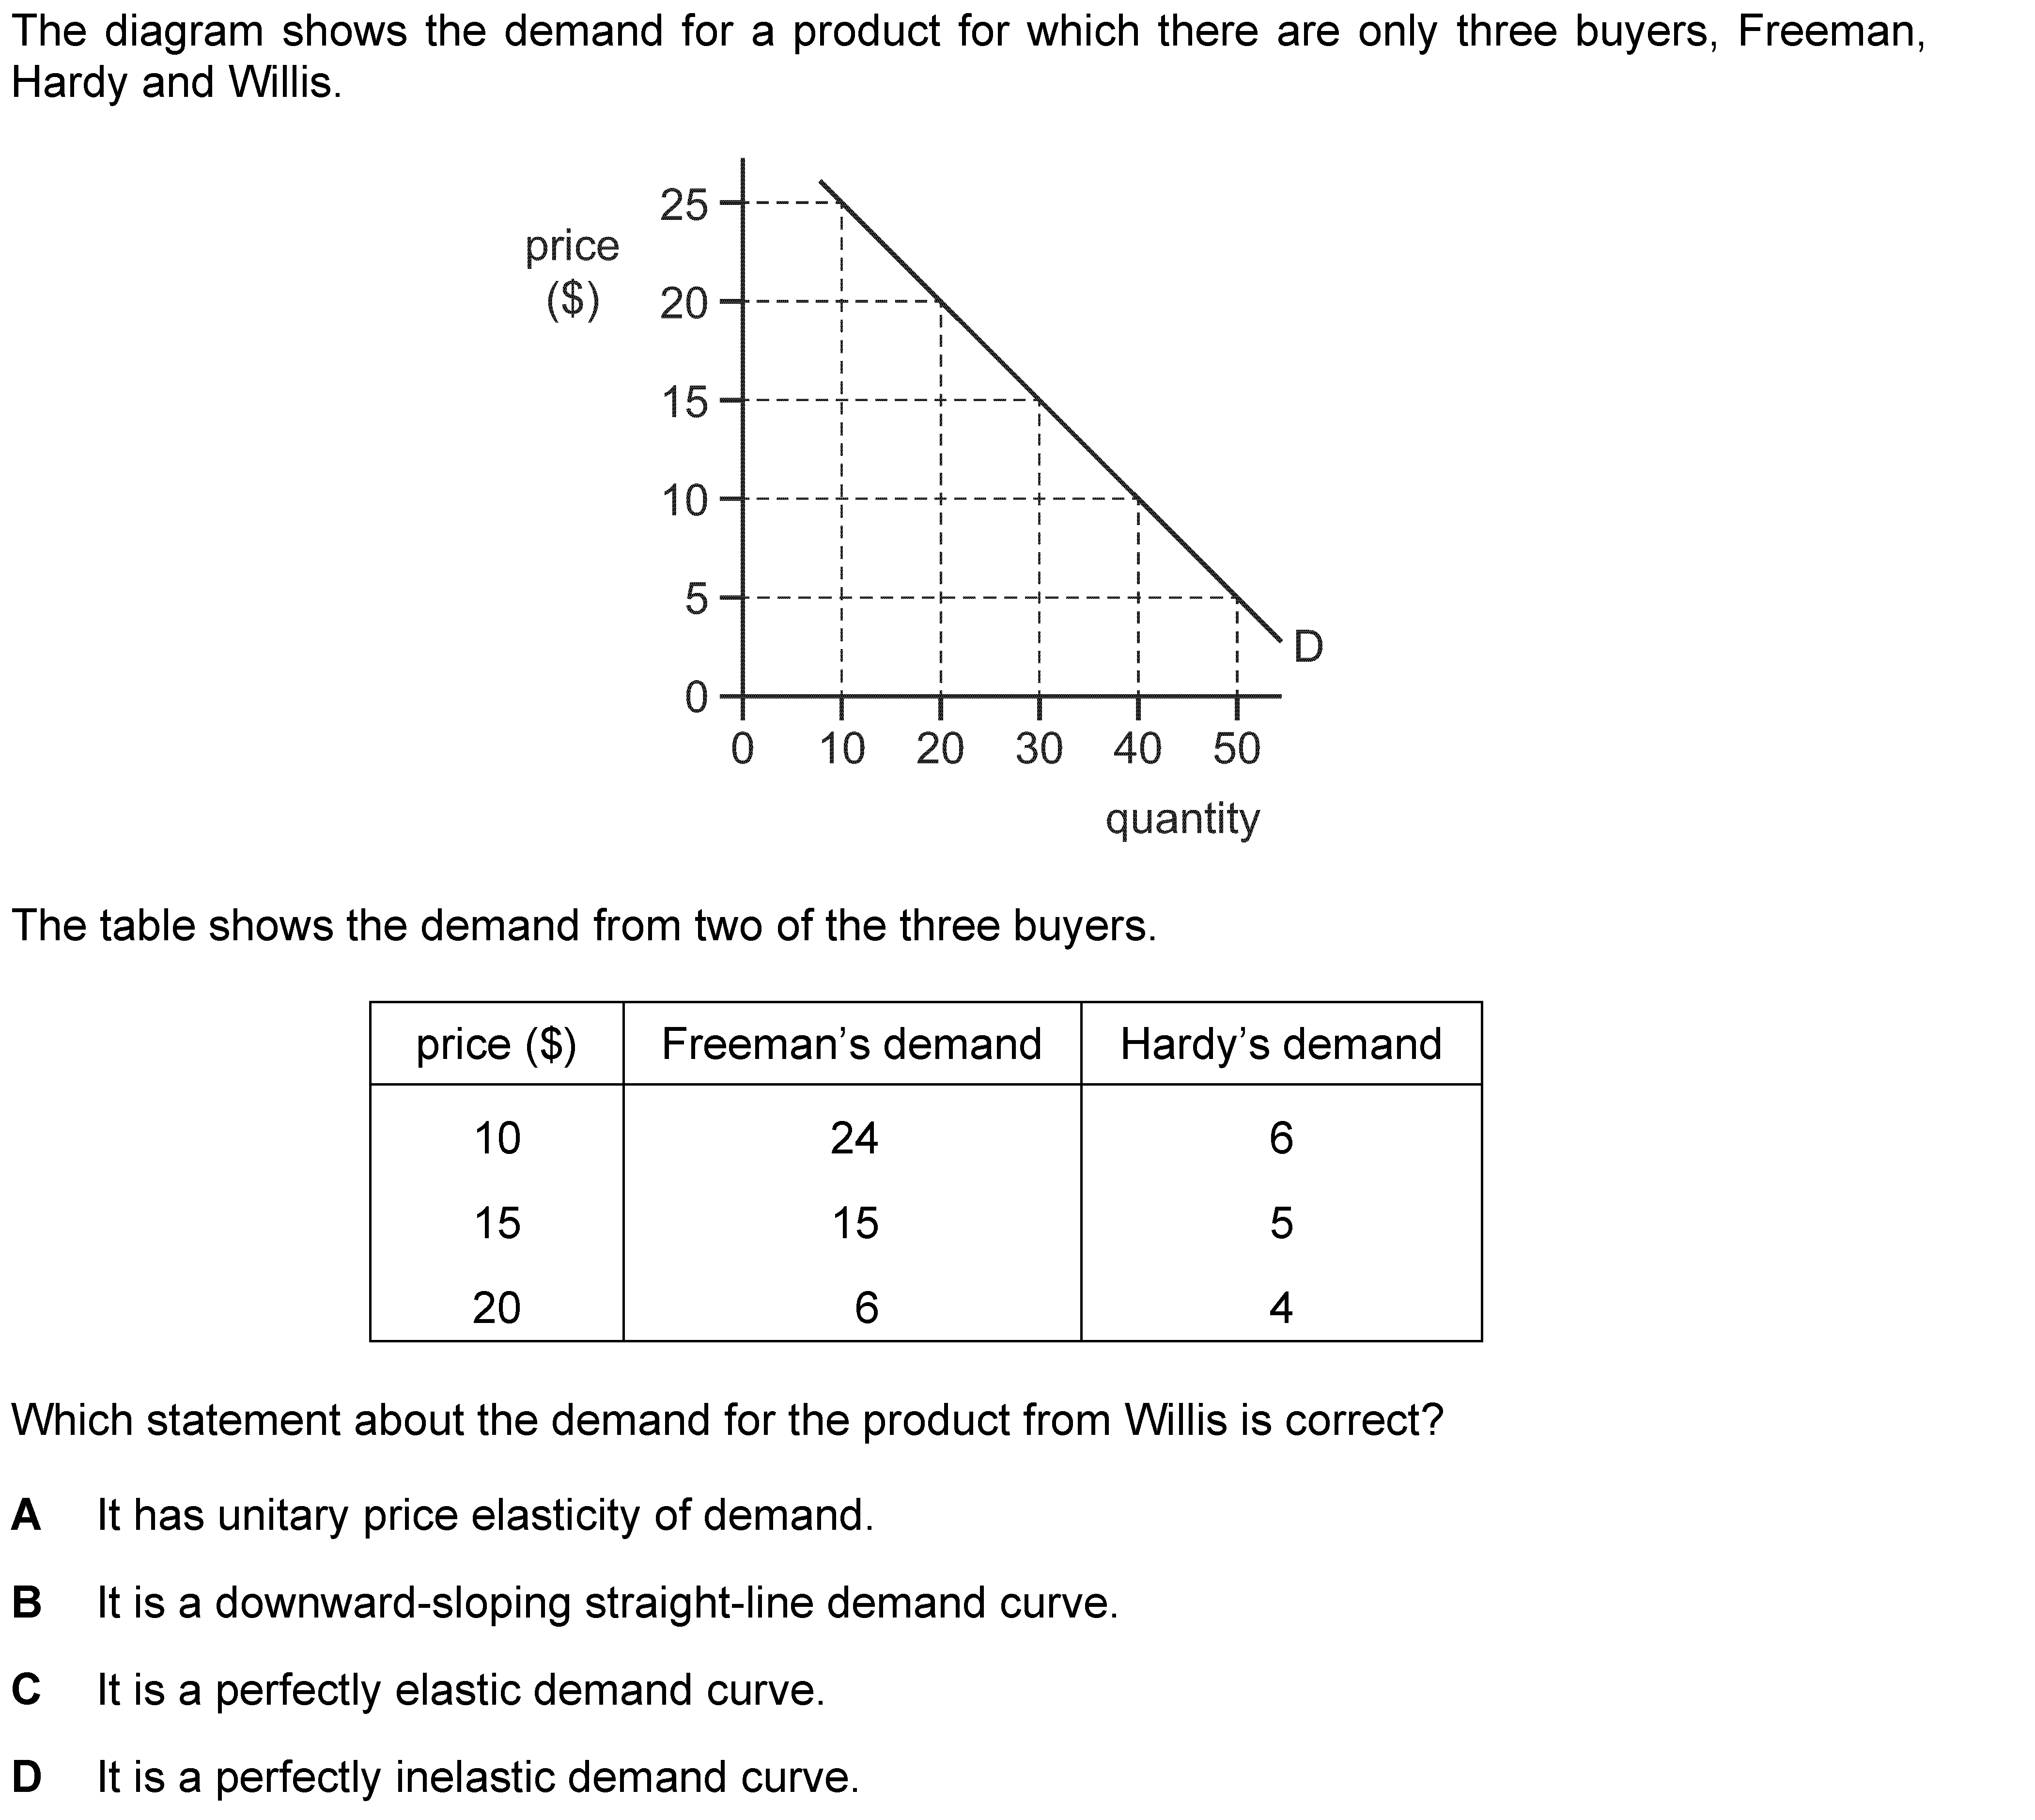 The diagram shows the demand for a product for which there are only three buyers, Freeman,
Hardy and Willis.
25
price
($)
20
15
10
5
D
0
0 10 20 30 40 50
quantity
The table shows the demand from two of the three buyers.
price ($) Freeman's demand Hardy's demand
10 24 6
15 15 5
20 6 4
Which statement about the demand for the product from Willis is correct?
A It has unitary price elasticity of demand.
B It is a downward-sloping straight-line demand curve.
C It is a perfectly elastic demand curve.
D It is a perfectly inelastic demand curve.